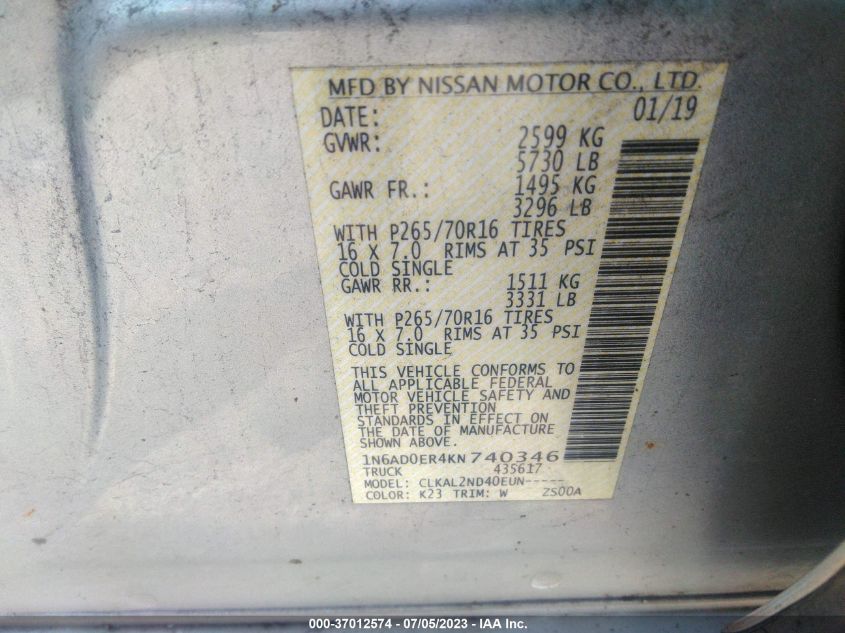 MFD BY NISSAN MOTOR CO., LTD.
DATE: 01/19
GVWR: 2599 KG
5730 LB
GAWR FR.: 1495 KG
3296 LB
WITH P265/70R16 TIRES
16 X 7.0 RIMS AT 35 PSI
COLD SINGLE
GAWR RR.: 1511 KG
3331 LB
WITH P265/70R16 TIRES
16 X 7.0 RIMS AT 35 PSI
COLD SINGLE
THIS VEHICLE CONFORMS TO
ALL APPLICABLE FEDERAL
MOTOR VEHICLE SAFETY AND
THEFT PREVENTION
STANDARDS IN EFFECT ON
THE DATE OF MANUFACTURE
SHOWN ABOVE.
1N6AD0ER4KN740346
TRUCK 435617
MODEL: CLKAL2ND40EUN-----
COLOR: K23 TRIM: W ZS00A
000-37012574 / 07/05/2023 - IAA Inc.